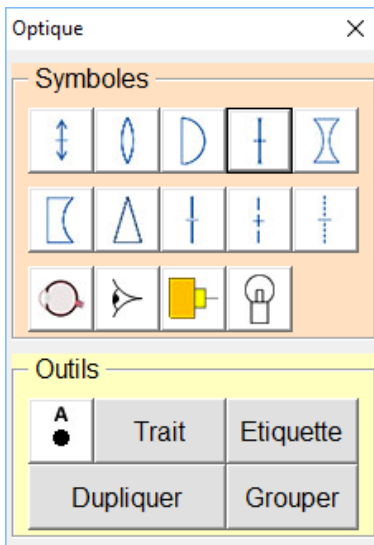 Optique
Symboles
Outils
A
Trait
Etiquette
Dupliquer
Grouper